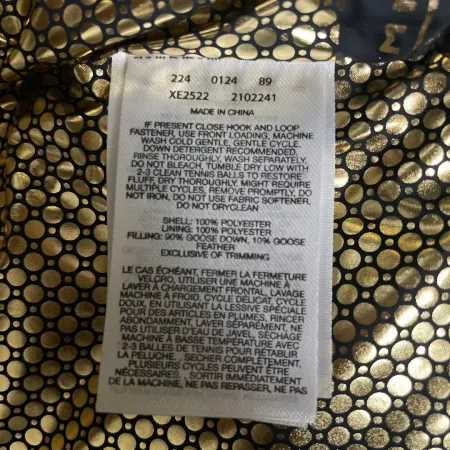 224 0124 89
XE2522 2102241
MADE IN CHINA
IF PRESENT CLOSE HOOK AND LOOP
FASTENER, USE FRONT LOADING, MACHINE
WASH COLD GENTLE, GENTLE CYCLE.
DOWN DETERGENT RECOMMENDED.
RINSE THOROUGHLY, WASH SEPARATELY,
DO NOT BLEACH, TUMBLE DRY LOW WITH
2-3 CLEAN TENNIS BALLS TO RESTORE
FLUFF, DRY THOROUGHLY, MIGHT REQUIRE
MULTIPLE CYCLES, REMOVE PROMPTLY, DO
NOT IRON, DO NOT USE FABRIC SOFTENER,
DO NOT DRYCLEAN
SHELL: 100% POLYESTER
LINING: 100% POLYESTER
FILLING: 90% GOOSE DOWN, 10% GOOSE
FEATHER
EXCLUSIVE OF TRIMMING
LE CAS ÉCHÉANT, FERMER LA FERMETURE
VELCRO, UTILISER UNE MACHINE À
LAVER À CHARGEMENT FRONTAL, LAVAGE
MACHINE À FROID, CYCLE DÉLICAT, CYCLE
DOUX, EN UTILISANT LA LESSIVE SPÉCIALE
POUR DES ARTICLES EN PLUMES, RINCER
ABONDAMMENT, LAVER SÉPARÉMENT, NE
PAS UTILISER D'EAU DE JAVEL, SÉCHAGE
MACHINE À BASSE TEMPÉRATURE AVEC
2-3 BALLES DE TENNIS POUR RÉTABLIR
LA PELUCHE, SÉCHER COMPLÈTEMENT,
PLUSIEURS CYCLES PEUVENT ÊTRE
NÉCESSAIRES, SORTIR IMMÉDIATEMENT
DE LA MACHINE, NE PAS REPASSER, NE PAS